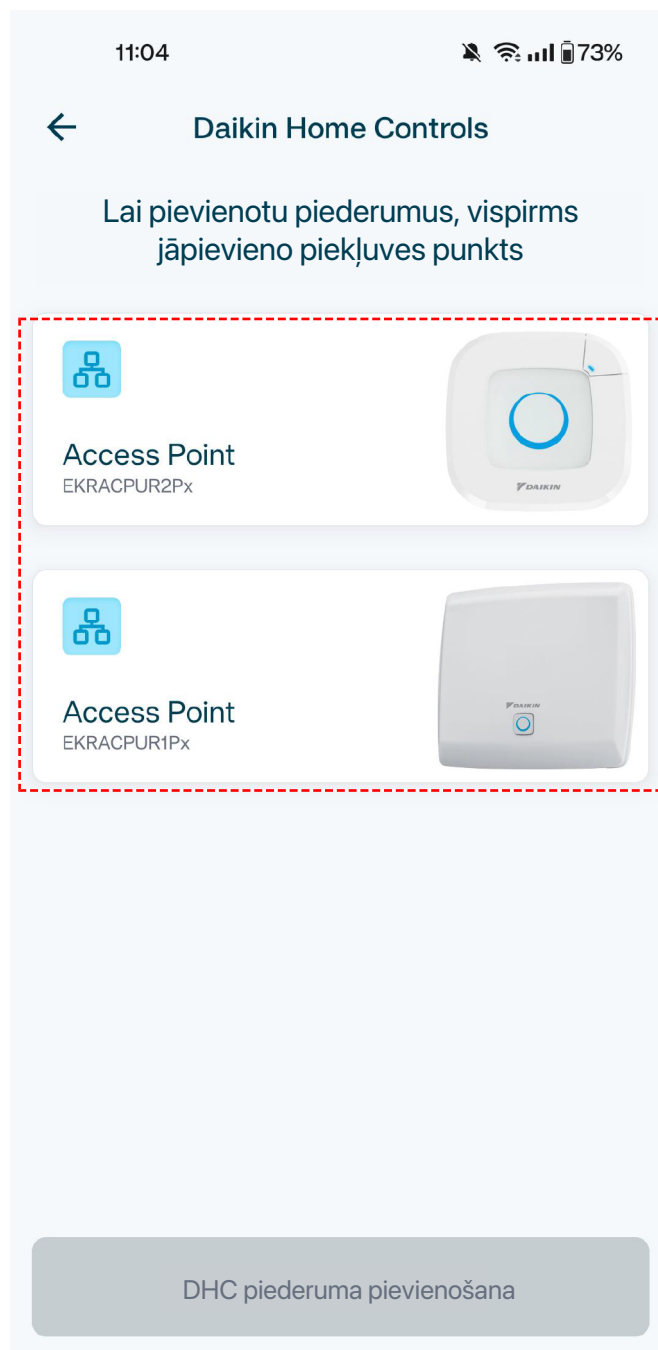 11:04
73%
Daikin Home Controls
Lai pievienotu piederumus, vispirms
jāpievieno piekļuves punkts
Access Point
EKRACPUR2Px
DAIKIN
Access Point
EKRACPUR1Px
DAIKIN
DHC piederuma pievienošana